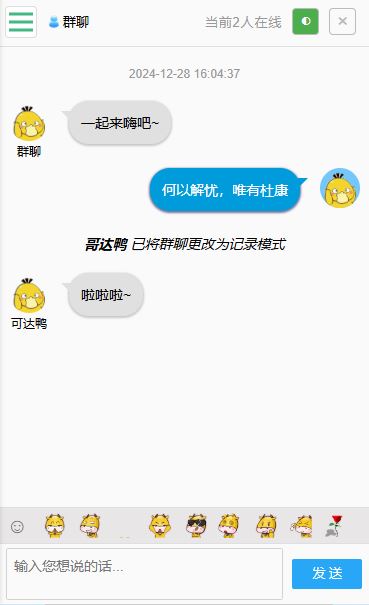 群聊
当前2人在线
2024-12-28 16:04:37
一起来嗨吧~
群聊
何以解忧，唯有杜康
哥达鸭 已将群聊更改为记录模式
啦啦啦~
可达鸭
输入您想说的话...
发送